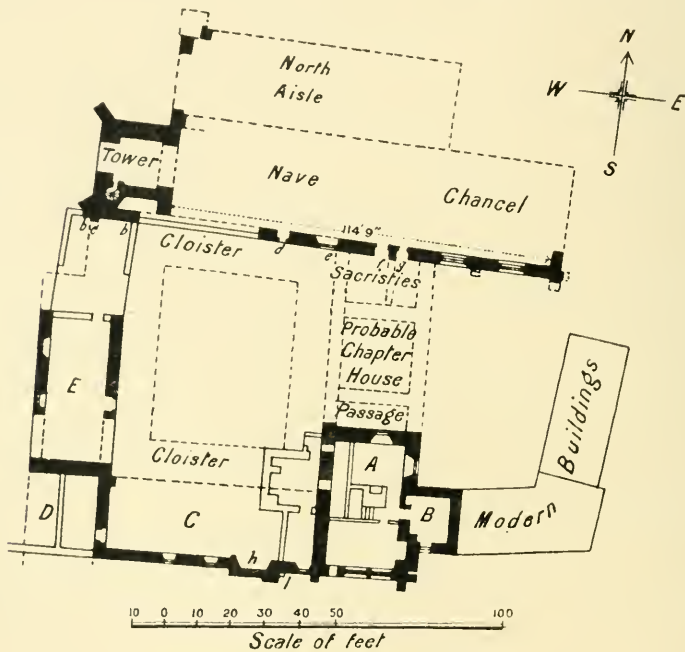 N
W E
S
North
Aisle
Tower
Nave
Chancel
114' 9"
b c b
Cloister
d e f g
a
Sacristies
Probable
Chapter
House
Passage
E
Cloister
A
B
C
D
h
Modern
Buildings
10 0 10 20 30 40 50 100
Scale of feet